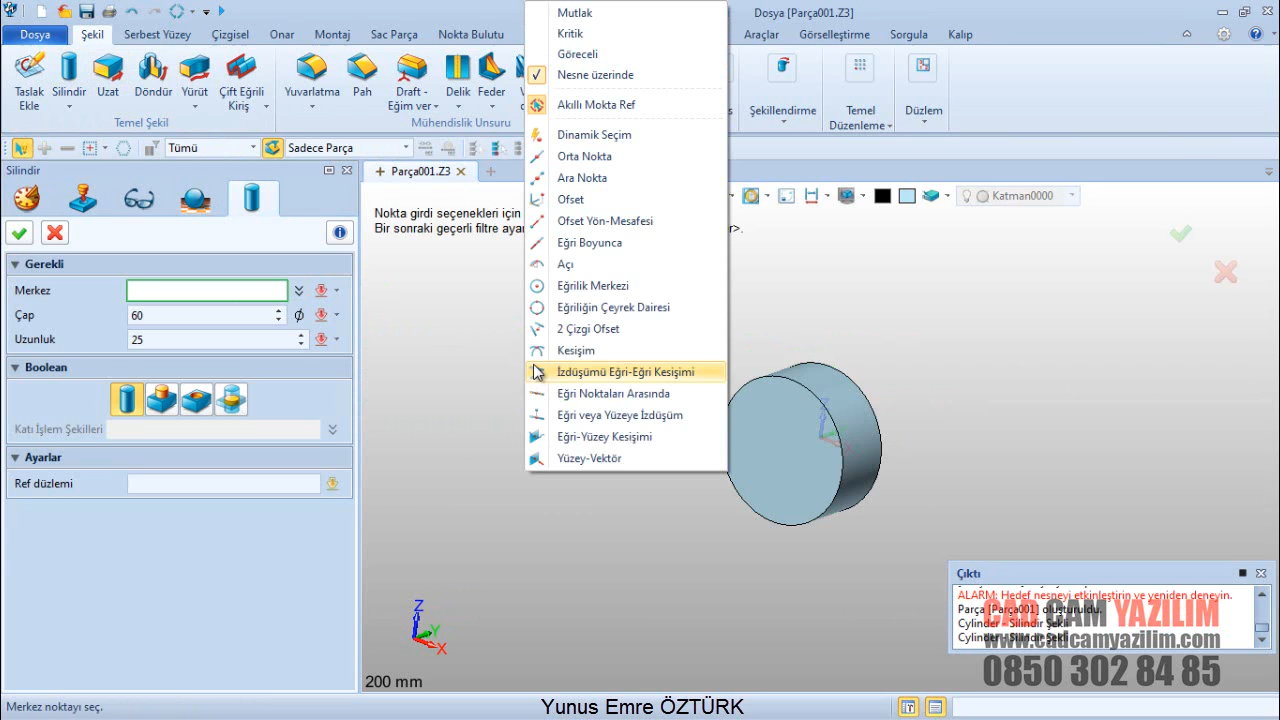 Dosya [Parça001.Z3]
Dosya
Şekil
Serbest Yüzey
Çizgisel
Onar
Montaj
Sac Parça
Nokta Bulutu
Araçlar
Görselleştirme
Sorgula
Kalıp
Taslak Ekle
Silindir
Uzat
Döndür
Yürüt
Çift Eğrili Kiriş
Yuvarlatma
Pah
Draft - Eğim ver
Delik
Feder
Şekillendirme
Temel Düzenleme
Düzlem
Temel Şekil
Mühendislik Unsuru
Tümü
Sadece Parça
Silindir
Parça001.Z3
Katman0000
Nokta girdi seçenekleri için
Bir sonraki geçerli filtre ayar
r>.
Gerekli
Merkez
Çap
60
Uzunluk
25
Boolean
Katı İşlem Şekilleri
Ayarlar
Ref düzlemi
Mutlak
Kritik
Göreceli
Nesne üzerinde
Akıllı Mokta Ref
Dinamik Seçim
Orta Nokta
Ara Nokta
Ofset
Ofset Yön-Mesafesi
Eğri Boyunca
Açı
Eğrilik Merkezi
Eğriliğin Çeyrek Dairesi
2 Çizgi Ofset
Kesişim
İzdüşümü Eğri-Eğri Kesişimi
Eğri Noktaları Arasında
Eğri veya Yüzeye İzdüşüm
Eğri-Yüzey Kesişimi
Yüzey-Vektör
Z
Y
X
200 mm
Çıktı
ALARM: Hedef nesneyi etkinleştirin ve yeniden deneyin.
Parça [Parça001] oluşturuldu.
Cylinder - Silindir Şekli
Cylinder - Silindir Şekli
CAD CAM YAZILIM
www.cadcamyazilim.com
0850 302 84 85
Merkez noktayı seç.
Yunus Emre ÖZTÜRK